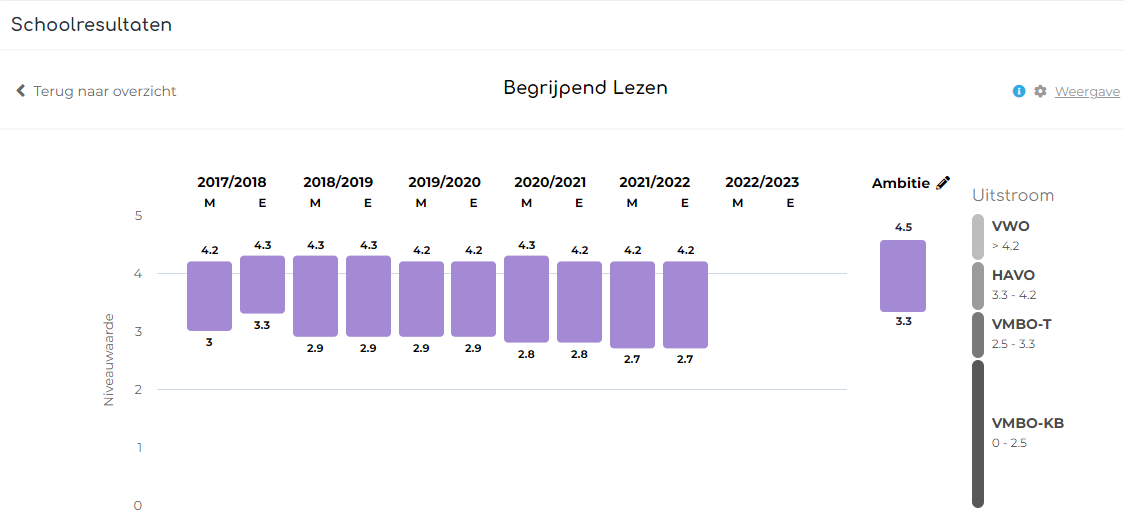 Schoolresultaten
Terug naar overzicht
Begrijpend Lezen
Weergave
2017/2018 2018/2019 2019/2020 2020/2021 2021/2022 2022/2023
M E M E M E M E M E M E
Ambitie
Uitstroom
5
4
3
2
1
0
Niveauwaarde
4.2 4.3 4.3 4.3 4.2 4.2 4.3 4.2 4.2 4.2
3 3.3 2.9 2.9 2.9 2.9 2.8 2.8 2.7 2.7
4.5
3.3
VWO
> 4.2
HAVO
3.3 - 4.2
VMBO-T
2.5 - 3.3
VMBO-KB
0 - 2.5